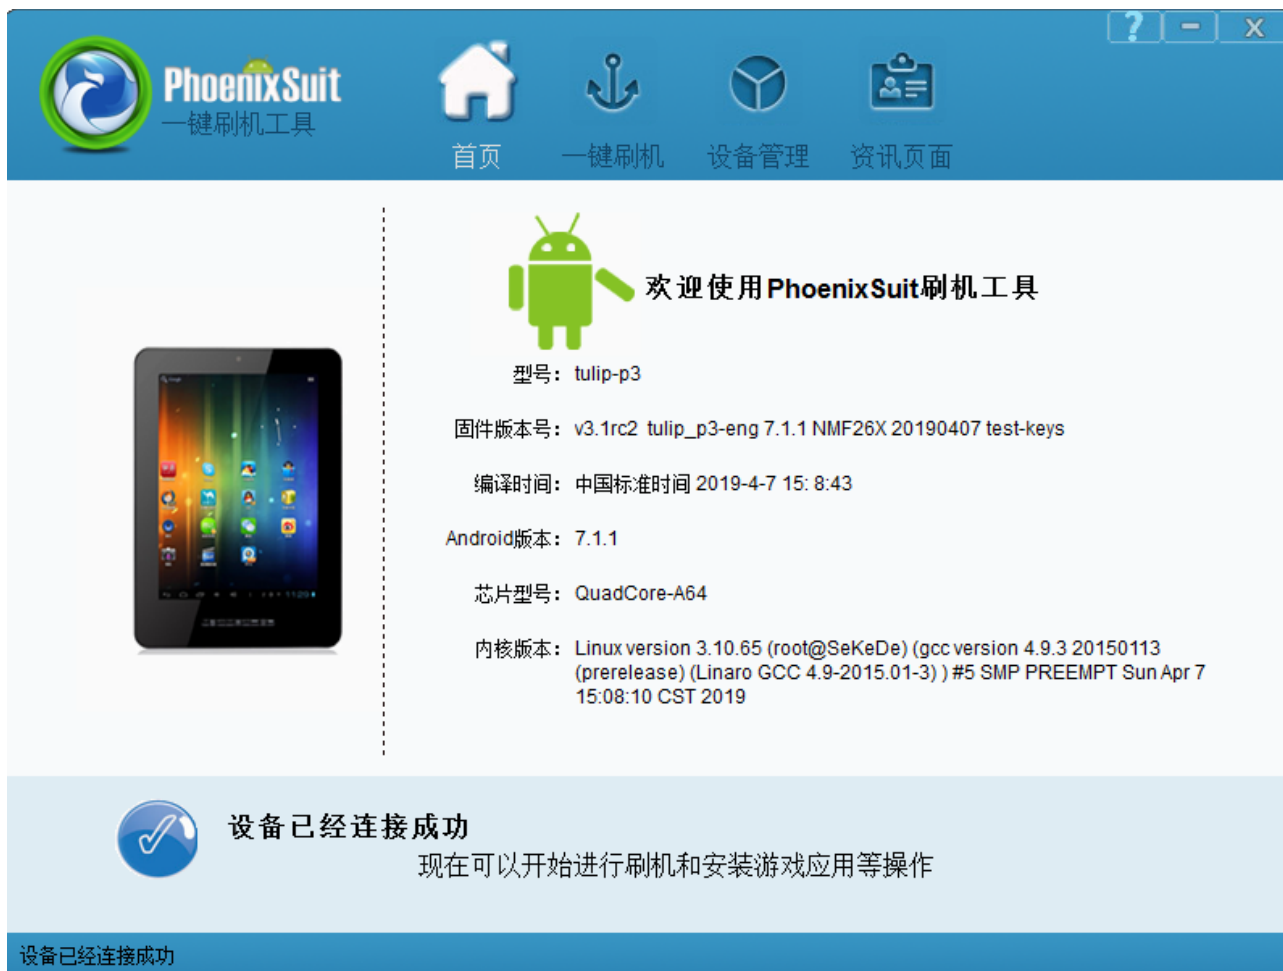 ?
PhoenixSuit
一键刷机工具
首页 一键刷机 设备管理 资讯页面
欢迎使用PhoenixSuit刷机工具
型号： tulip-p3
固件版本号： v3.1rc2 tulip_p3-eng 7.1.1 NMF26X 20190407 test-keys
编译时间： 中国标准时间 2019-4-7 15: 8:43
Android版本： 7.1.1
芯片型号： QuadCore-A64
内核版本： Linux version 3.10.65 (root@SeKeDe) (gcc version 4.9.3 20150113
(prerelease) (Linaro GCC 4.9-2015.01-3) ) #5 SMP PREEMPT Sun Apr 7
15:08:10 CST 2019
设备已经连接成功
现在可以开始进行刷机和安装游戏应用等操作
设备已经连接成功